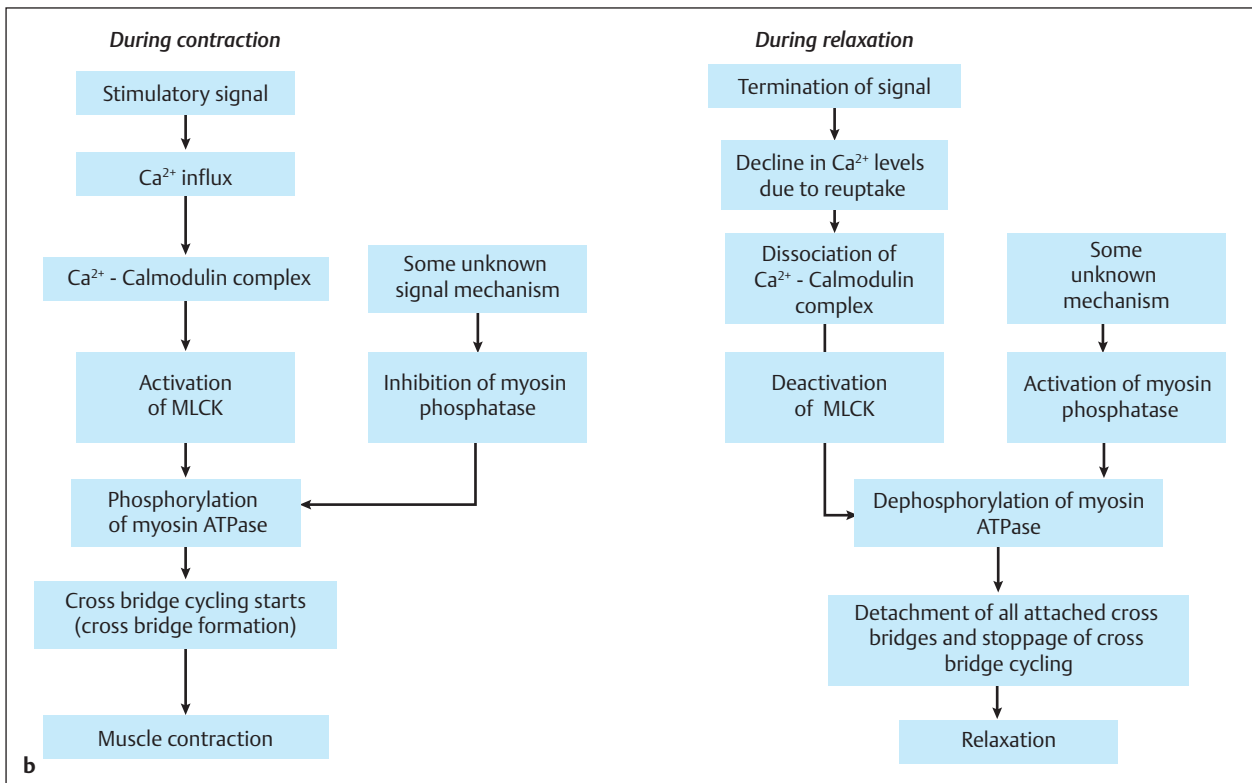 During contraction
Stimulatory signal
Ca²⁺ influx
Ca²⁺ - Calmodulin complex
Some unknown
signal mechanism
Activation
of MLCK
Inhibition of myosin
phosphatase
Phosphorylation
of myosin ATPase
Cross bridge cycling starts
(cross bridge formation)
Muscle contraction
b
During relaxation
Termination of signal
Decline in Ca²⁺ levels
due to reuptake
Dissociation of
Ca²⁺ - Calmodulin
complex
Some
unknown
mechanism
Deactivation
of MLCK
Activation of myosin
phosphatase
Dephosphorylation of myosin
ATPase
Detachment of all attached cross
bridges and stoppage of cross
bridge cycling
Relaxation